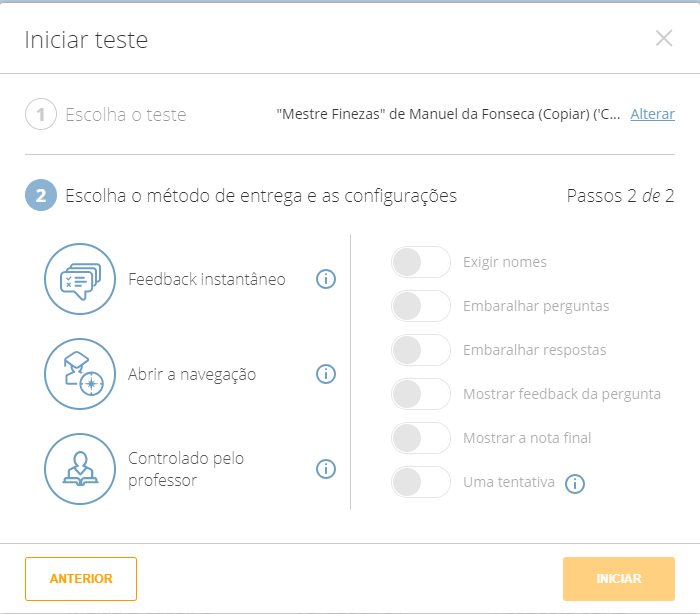 Iniciar teste
1 Escolha o teste "Mestre Finezas" de Manuel da Fonseca (Copiar) ('C... Alterar
2 Escolha o método de entrega e as configurações Passos 2 de 2
Feedback instantâneo
Abrir a navegação
Controlado pelo
professor
Exigir nomes
Embaralhar perguntas
Embaralhar respostas
Mostrar feedback da pergunta
Mostrar a nota final
Uma tentativa
ANTERIOR
INICIAR